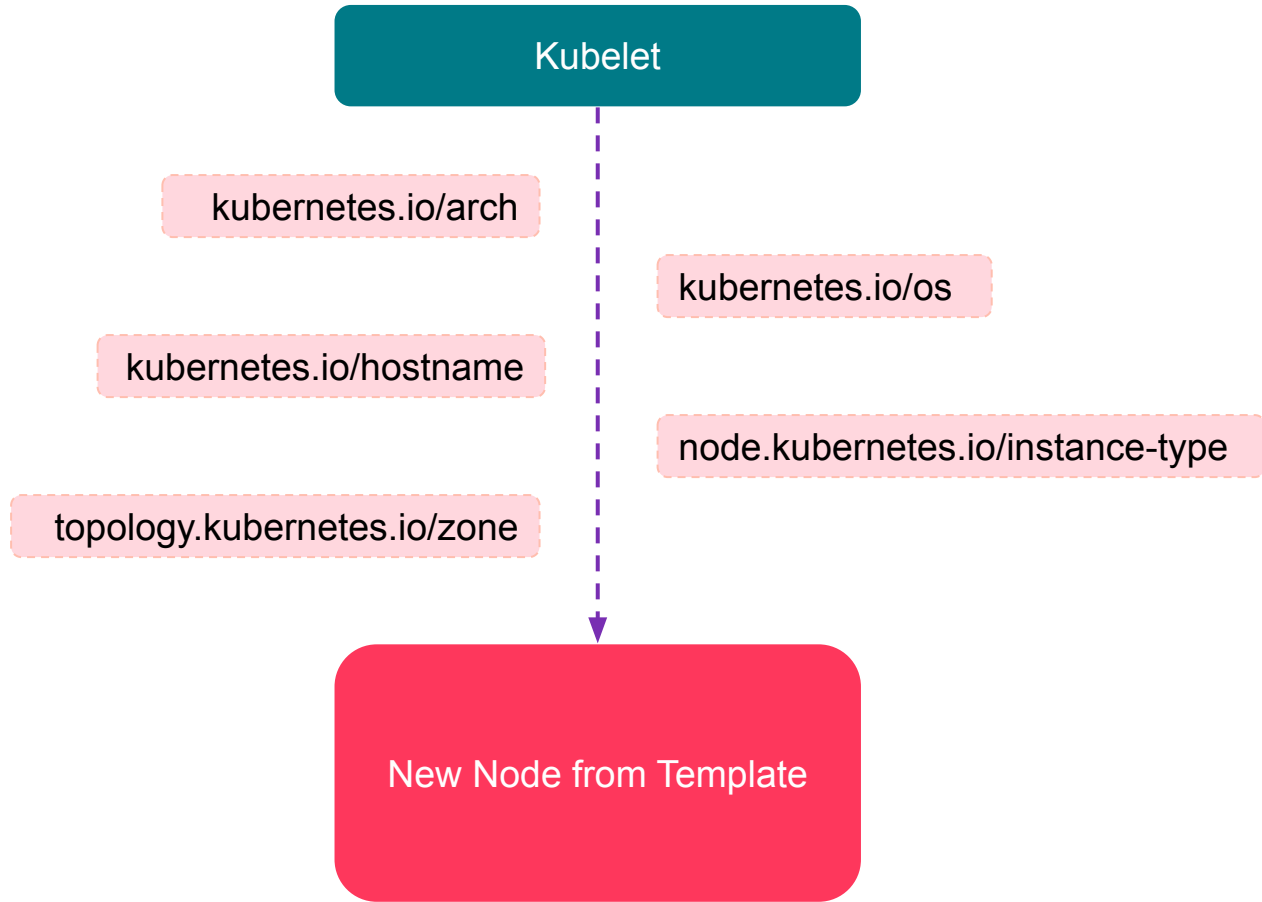 Kubelet
kubernetes.io/arch
kubernetes.io/os
kubernetes.io/hostname
node.kubernetes.io/instance-type
topology.kubernetes.io/zone
New Node from Template